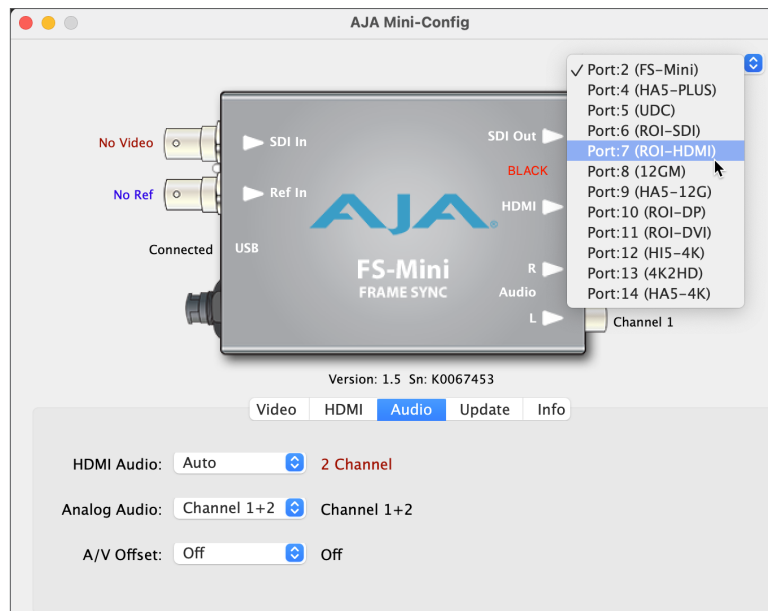 AJA Mini-Config
Port:2 (FS-Mini)
Port:4 (HA5-PLUS)
Port:5 (UDC)
Port:6 (ROI-SDI)
Port:7 (ROI-HDMI)
Port:8 (12GM)
Port:9 (HA5-12G)
Port:10 (ROI-DP)
Port:11 (ROI-DVI)
Port:12 (HI5-4K)
Port:13 (4K2HD)
Port:14 (HA5-4K)
No Video
SDI In
SDI Out
BLACK
No Ref
Ref In
HDMI
AJA
Connected
USB
FS-Mini
FRAME SYNC
R
Audio
L
Channel 1
Version: 1.5 Sn: K0067453
Video HDMI Audio Update Info
HDMI Audio: Auto 2 Channel
Analog Audio: Channel 1+2 Channel 1+2
A/V Offset: Off Off